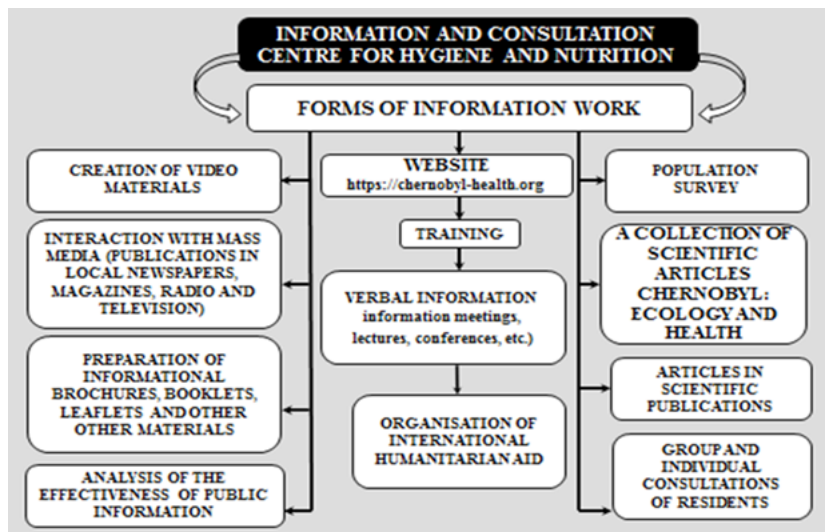 INFORMATION AND CONSULTATION
CENTRE FOR HYGIENE AND NUTRITION
FORMS OF INFORMATION WORK
CREATION OF VIDEO
MATERIALS
INTERACTION WITH MASS
MEDIA (PUBLICATIONS IN
LOCAL NEWSPAPERS,
MAGAZINES, RADIO AND
TELEVISION)
PREPARATION OF
INFORMATIONAL
BROCHURES, BOOKLETS,
LEAFLETS AND OTHER
OTHER MATERIALS
ANALYSIS OF THE
EFFECTIVENESS OF PUBLIC
INFORMATION
WEBSITE
https://chernobyl-health.org
TRAINING
VERBAL INFORMATION
information meetings,
lectures, conferences, etc.)
ORGANISATION OF
INTERNATIONAL
HUMANITARIAN AID
POPULATION
SURVEY
A COLLECTION OF
SCIENTIFIC
ARTICLES
CHERNOBYL:
ECOLOGY AND
HEALTH
ARTICLES IN
SCIENTIFIC
PUBLICATIONS
GROUP AND
INDIVIDUAL
CONSULTATIONS
OF RESIDENTS